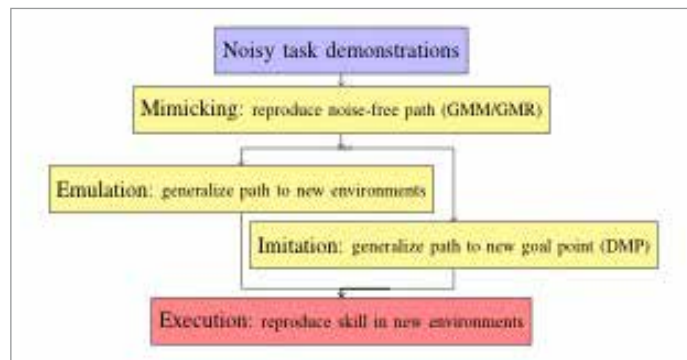 Noisy task demonstrations
Mimicking: reproduce noise-free path (GMM/GMR)
Emulation: generalize path to new environments
Imitation: generalize path to new goal point (DMP)
Execution: reproduce skill in new environments